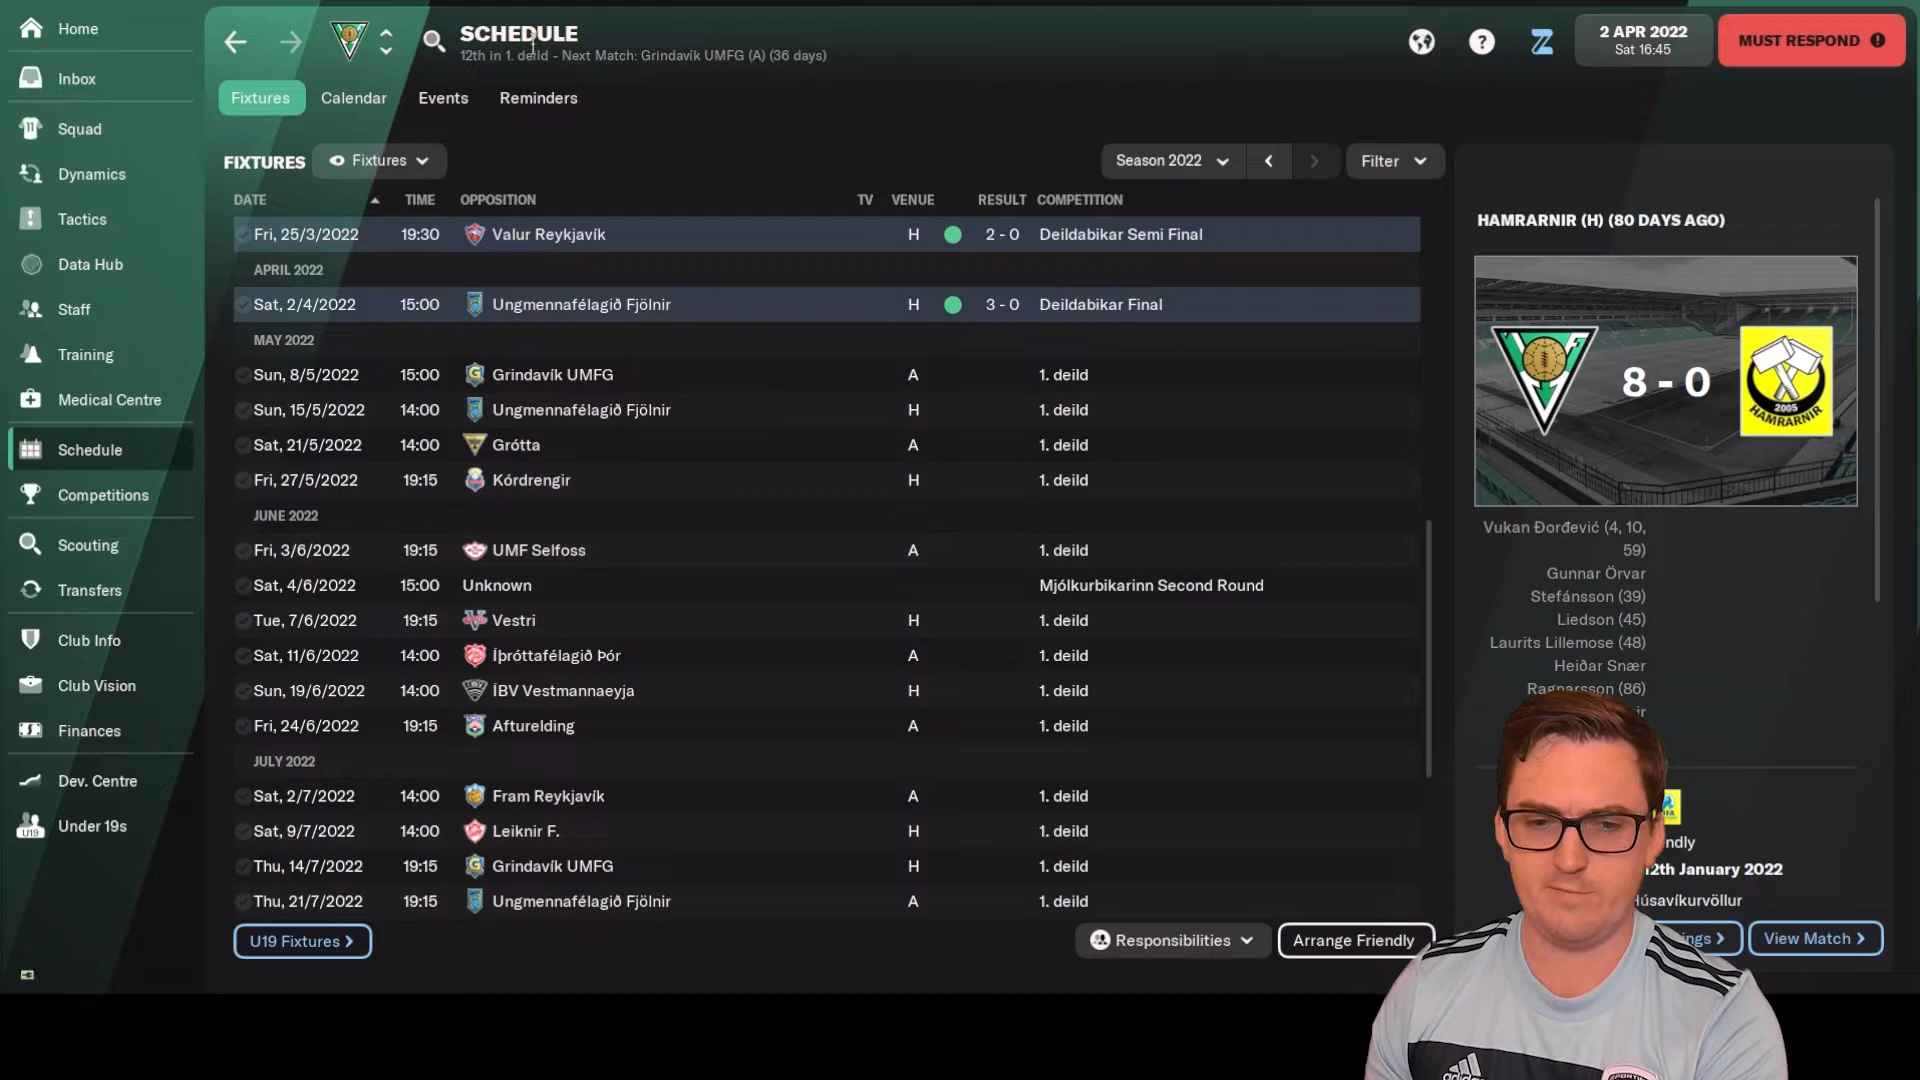 Home
Inbox
Squad
Dynamics
Tactics
Data Hub
Staff
Training
Medical Centre
Schedule
Competitions
Scouting
Transfers
Club Info
Club Vision
Finances
Dev. Centre
U19
Under 19s
SCHEDULE
12th in 1. deild - Next Match: Grindavík UMFG (A) (36 days)
2 APR 2022
Sat 16:45
MUST RESPOND
Fixtures
Calendar
Events
Reminders
FIXTURES
Fixtures
Season 2022
Filter
DATE TIME OPPOSITION TV VENUE RESULT COMPETITION
Fri, 25/3/2022 19:30 Valur Reykjavík H 2 - 0 Deildabikar Semi Final
APRIL 2022
Sat, 2/4/2022 15:00 Ungmennafélagið Fjölnir H 3 - 0 Deildabikar Final
MAY 2022
Sun, 8/5/2022 15:00 Grindavík UMFG A 1. deild
Sun, 15/5/2022 14:00 Ungmennafélagið Fjölnir H 1. deild
Sat, 21/5/2022 14:00 Grótta A 1. deild
Fri, 27/5/2022 19:15 Kórdrengir H 1. deild
JUNE 2022
Fri, 3/6/2022 19:15 UMF Selfoss A 1. deild
Sat, 4/6/2022 15:00 Unknown Mjólkurbikarinn Second Round
Tue, 7/6/2022 19:15 Vestri H 1. deild
Sat, 11/6/2022 14:00 Íþróttafélagið Þór A 1. deild
Sun, 19/6/2022 14:00 ÍBV Vestmannaeyja H 1. deild
Fri, 24/6/2022 19:15 Afturelding A 1. deild
JULY 2022
Sat, 2/7/2022 14:00 Fram Reykjavík A 1. deild
Sat, 9/7/2022 14:00 Leiknir F. H 1. deild
Thu, 14/7/2022 19:15 Grindavík UMFG H 1. deild
Thu, 21/7/2022 19:15 Ungmennafélagið Fjölnir A 1. deild
U19 Fixtures
Responsibilities
Arrange Friendly
HAMRARNIR (H) (80 DAYS AGO)
8 - 0
2005
HAMRARNIR
Vukan Đorđević (4, 10,
59)
Gunnar Örvar
Stefánsson (39)
Liedson (45)
Laurits Lillemose (48)
Heiðar Snær
Ragnarsson (86)
ir
ndly
12th January 2022
Húsavíkurvöllur
ings
View Match
adidas